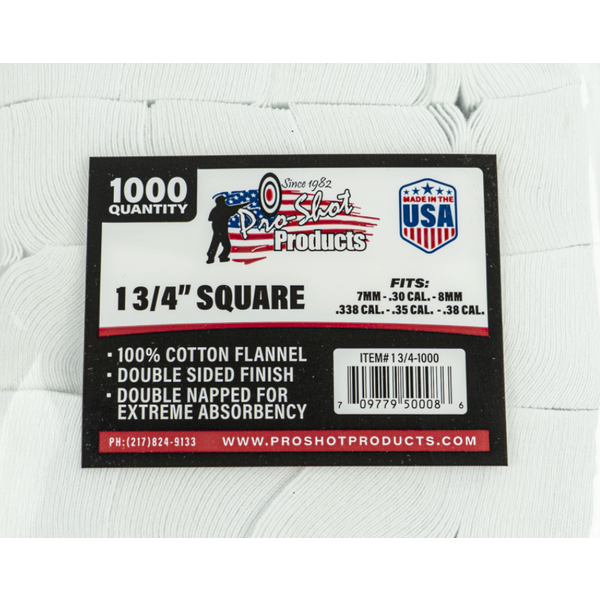 1000
QUANTITY
Since 1982
Pro-Shot
Products
MADE IN THE
USA
1 3/4" SQUARE
FITS:
7MM - .30 CAL. - 8MM
.338 CAL. - .35 CAL. - .38 CAL.
· 100% COTTON FLANNEL
· DOUBLE SIDED FINISH
· DOUBLE NAPPED FOR
EXTREME ABSORBENCY
ITEM# 1 3/4-1000
7 09779 50008 6
PH:(217)824-9133
WWW.PROSHOTPRODUCTS.COM